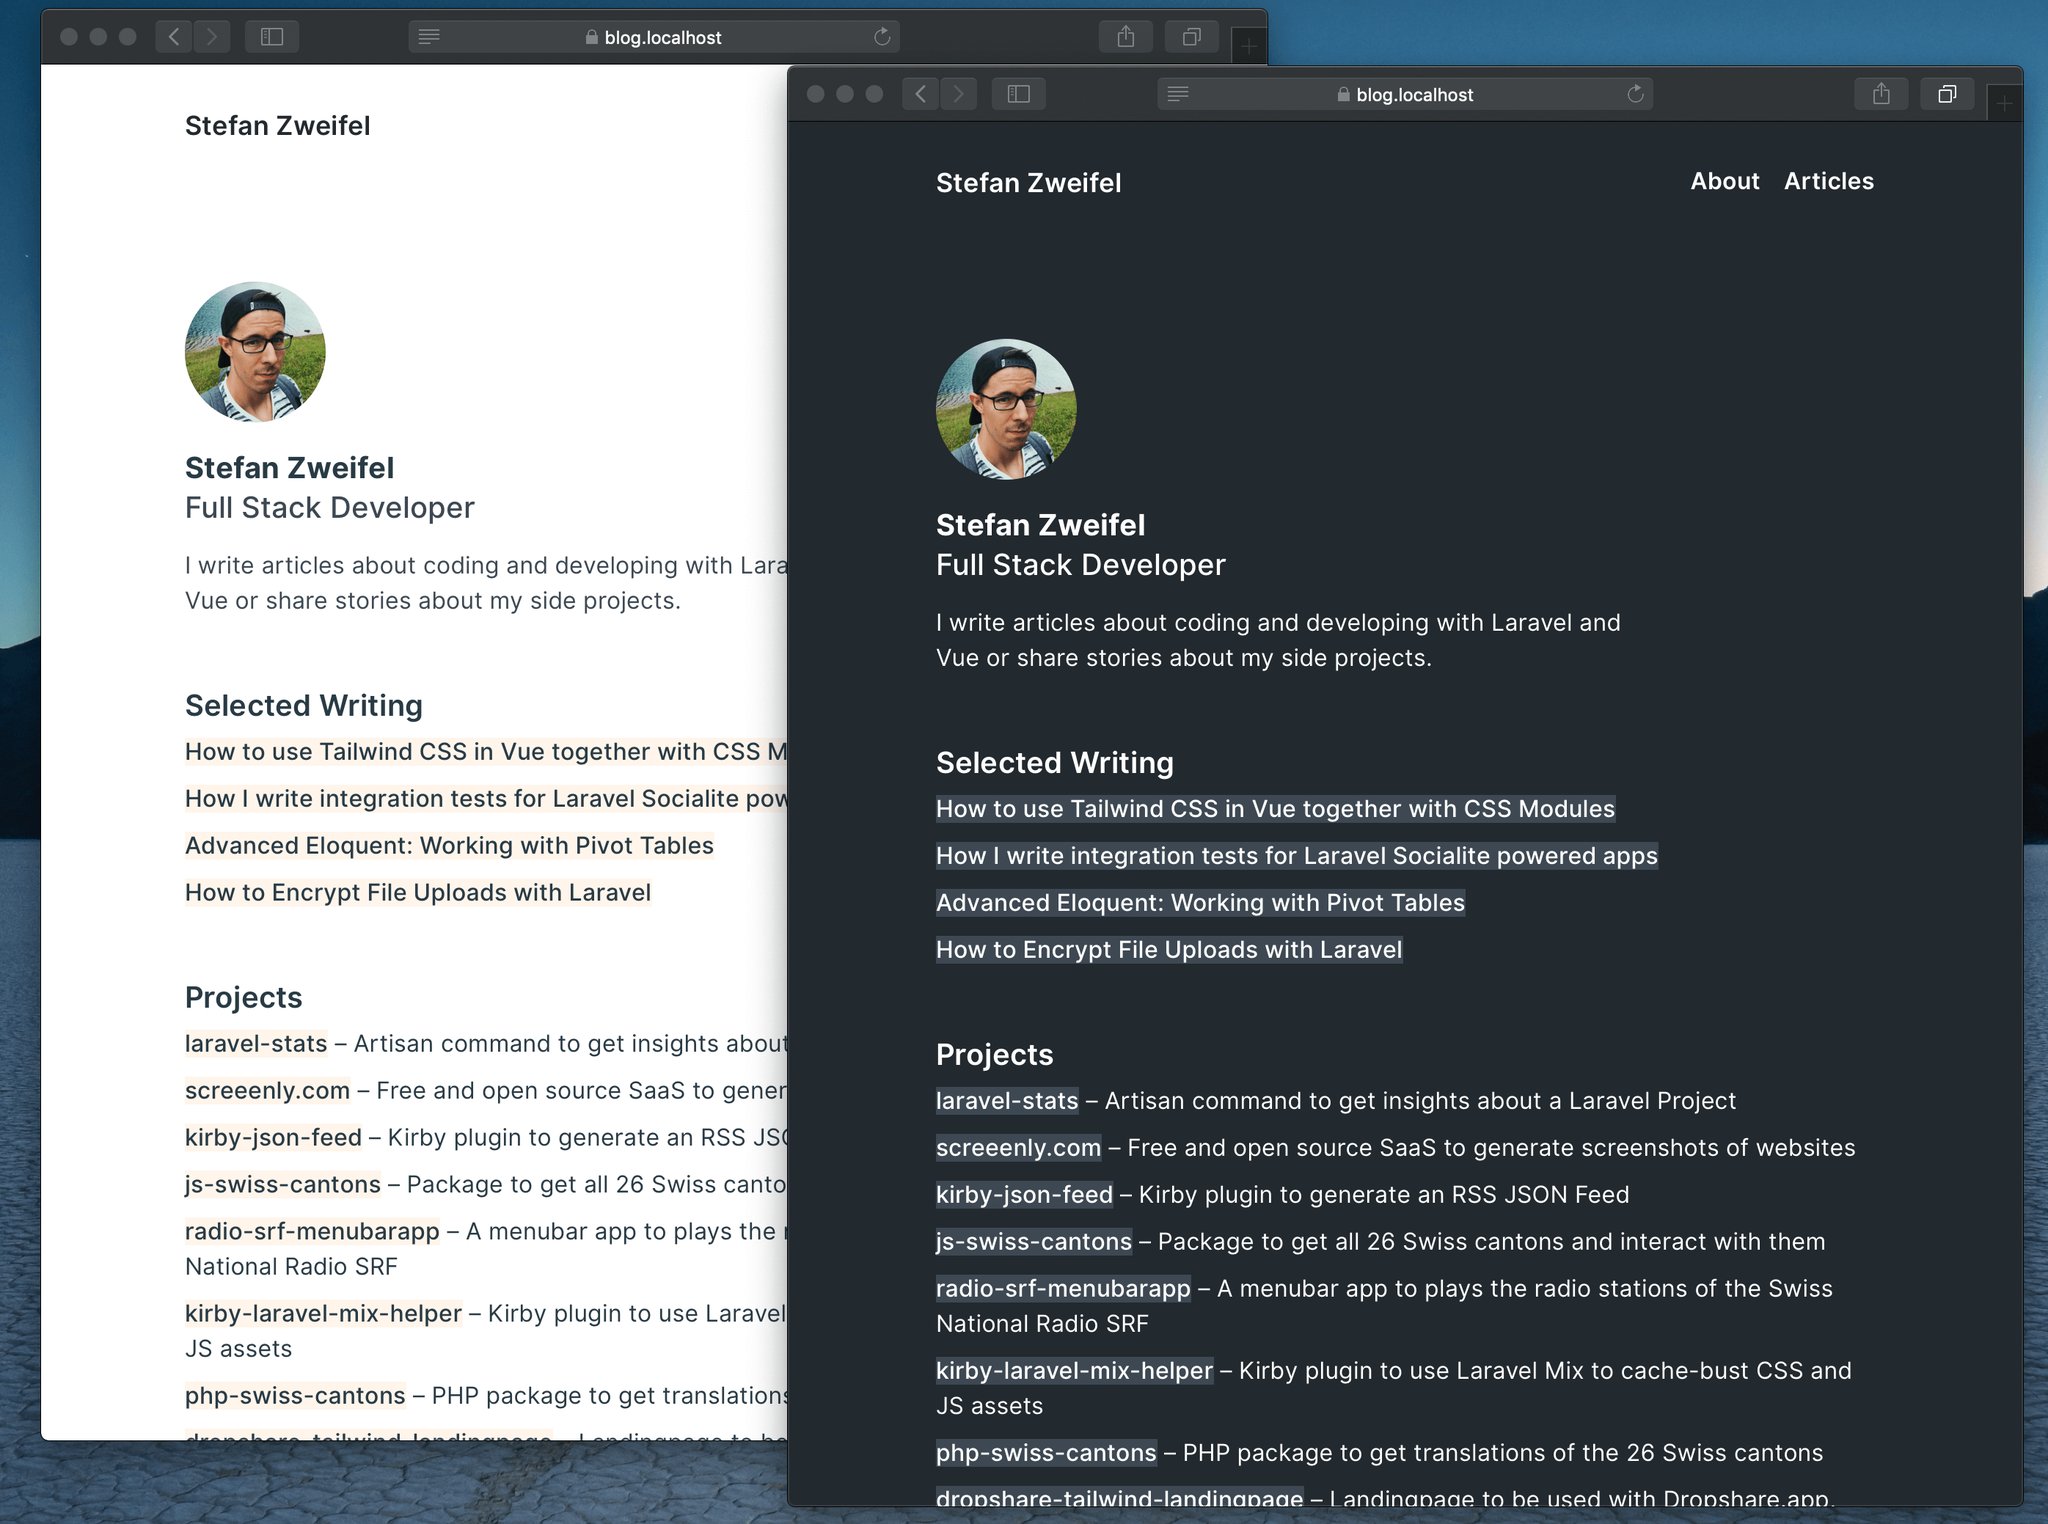 blog.localhost
Stefan Zweifel
Stefan Zweifel
Full Stack Developer
I write articles about coding and developing with Lara
Vue or share stories about my side projects.
Selected Writing
How to use Tailwind CSS in Vue together with CSS M
How I write integration tests for Laravel Socialite pow
Advanced Eloquent: Working with Pivot Tables
How to Encrypt File Uploads with Laravel
Projects
laravel-stats – Artisan command to get insights about
screeenly.com – Free and open source SaaS to gener
kirby-json-feed – Kirby plugin to generate an RSS JSO
js-swiss-cantons – Package to get all 26 Swiss canto
radio-srf-menubarapp – A menubar app to plays the
National Radio SRF
kirby-laravel-mix-helper – Kirby plugin to use Laravel
JS assets
php-swiss-cantons – PHP package to get translations
dropshare-tailwind-landingpage – Landingpage to be
blog.localhost
Stefan Zweifel
About Articles
Stefan Zweifel
Full Stack Developer
I write articles about coding and developing with Laravel and
Vue or share stories about my side projects.
Selected Writing
How to use Tailwind CSS in Vue together with CSS Modules
How I write integration tests for Laravel Socialite powered apps
Advanced Eloquent: Working with Pivot Tables
How to Encrypt File Uploads with Laravel
Projects
laravel-stats – Artisan command to get insights about a Laravel Project
screeenly.com – Free and open source SaaS to generate screenshots of websites
kirby-json-feed – Kirby plugin to generate an RSS JSON Feed
js-swiss-cantons – Package to get all 26 Swiss cantons and interact with them
radio-srf-menubarapp – A menubar app to plays the radio stations of the Swiss
National Radio SRF
kirby-laravel-mix-helper – Kirby plugin to use Laravel Mix to cache-bust CSS and
JS assets
php-swiss-cantons – PHP package to get translations of the 26 Swiss cantons
dropshare-tailwind-landingpage – Landingpage to be used with Dropshare.app.